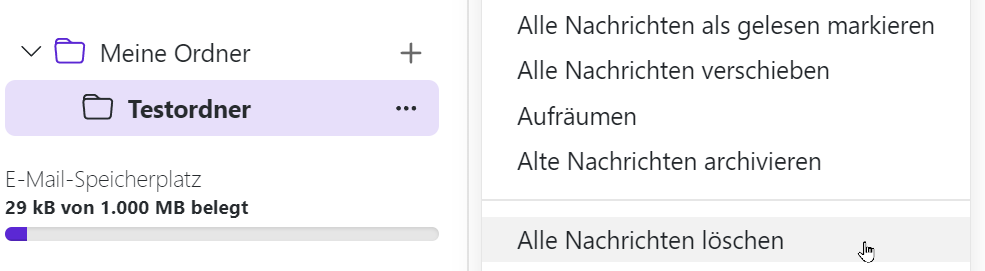 Meine Ordner
Testordner
E-Mail-Speicherplatz
29 kB von 1.000 MB belegt
Alle Nachrichten als gelesen markieren
Alle Nachrichten verschieben
Aufräumen
Alte Nachrichten archivieren
Alle Nachrichten löschen